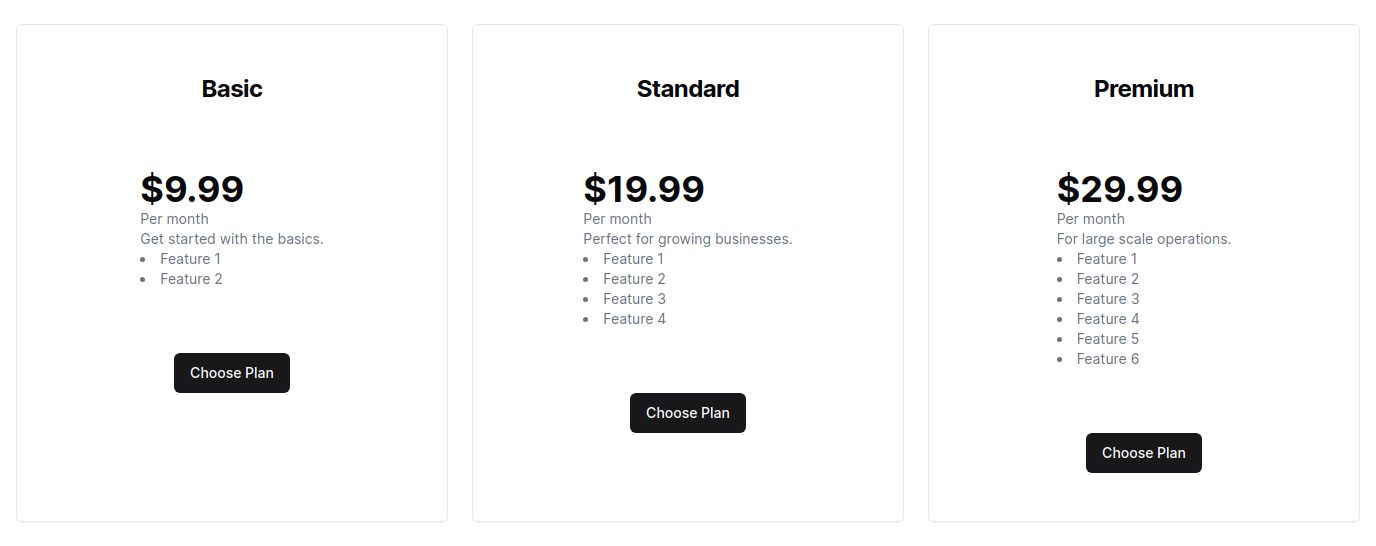 Basic
$9.99
Per month
Get started with the basics.
Feature 1
Feature 2
Choose Plan
Standard
$19.99
Per month
Perfect for growing businesses.
Feature 1
Feature 2
Feature 3
Feature 4
Choose Plan
Premium
$29.99
Per month
For large scale operations.
Feature 1
Feature 2
Feature 3
Feature 4
Feature 5
Feature 6
Choose Plan